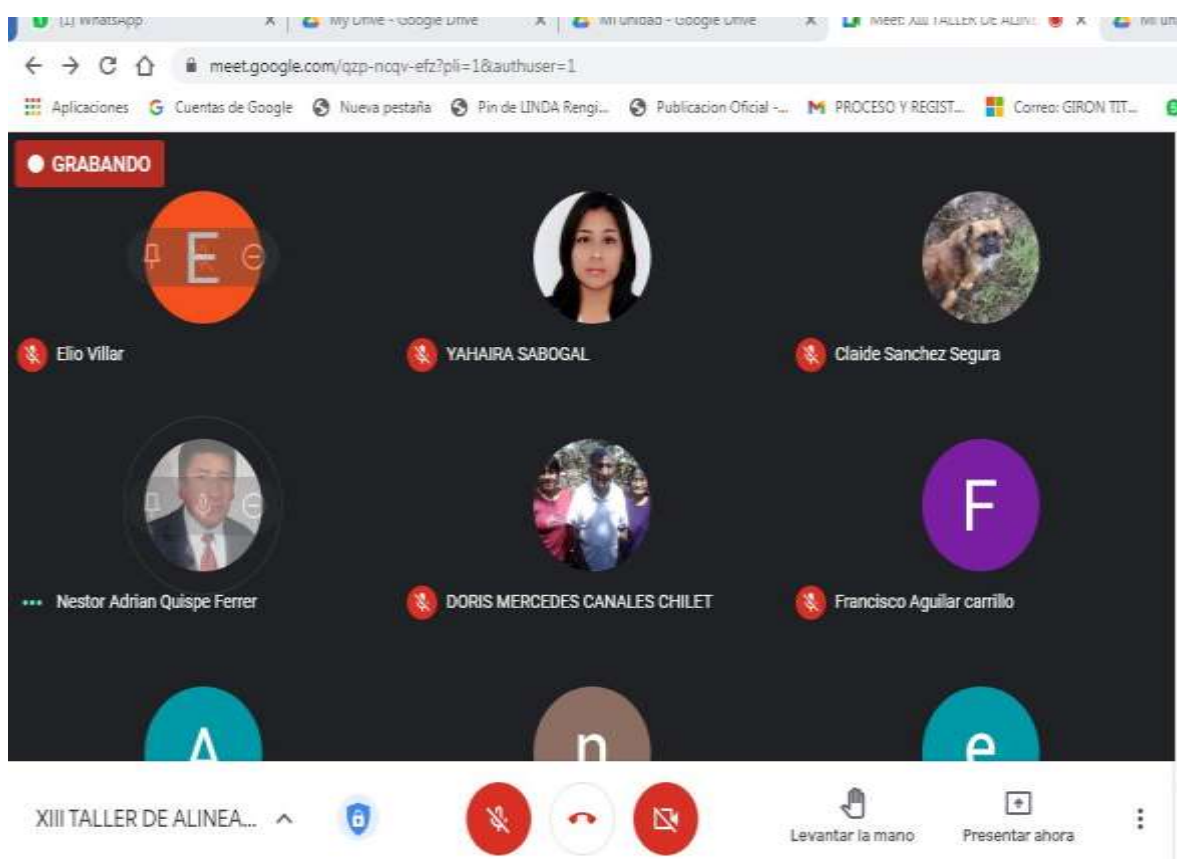 (1) WhatsApp X My Drive - Google Drive X Mi unidad - Google Drive X Meet: XIII TALLER DE ALINE X Mi un
meet.google.com/qzp-ncqv-efz?pli=1&authuser=1
Aplicaciones Cuentas de Google Nueva pestaña Pin de LINDA Rengi... Publicacion Oficial -... PROCESO Y REGIST... Correo: GIRON TIT...
GRABANDO
E
Elio Villar YAHAIRA SABOGAL Claide Sanchez Segura
F
Nestor Adrian Quispe Ferrer DORIS MERCEDES CANALES CHILET Francisco Aguilar carrillo
A n e
XIII TALLER DE ALINEA... Levantar la mano Presentar ahora